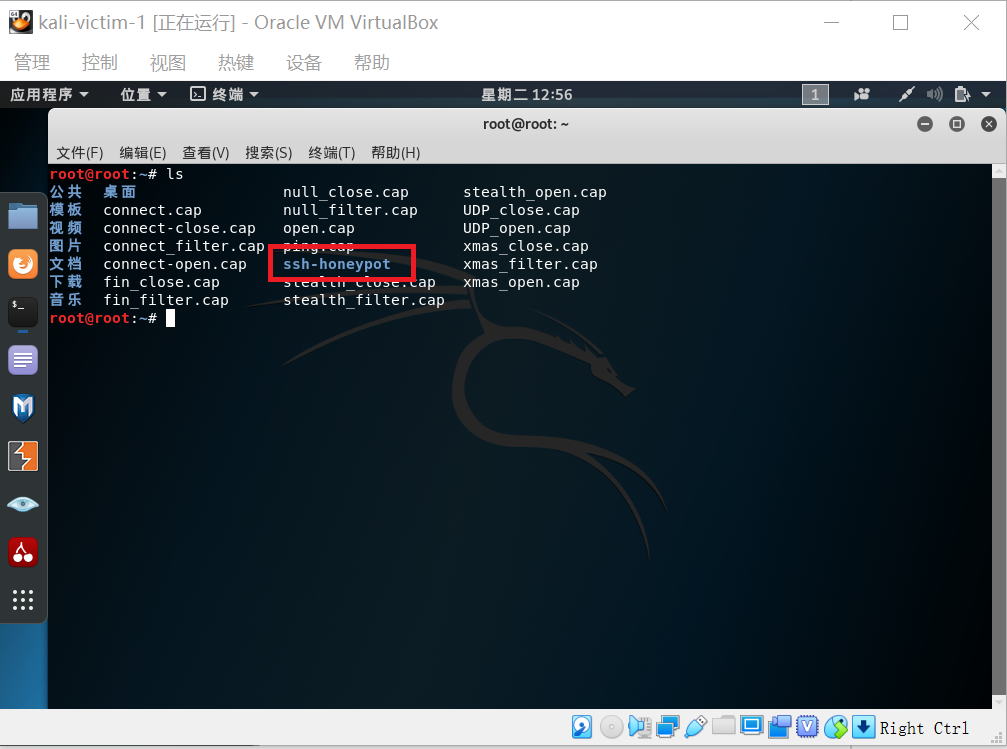 kali-victim-1 [正在运行] - Oracle VM VirtualBox
管理 控制 视图 热键 设备 帮助
应用程序 位置 终端 星期二 12:56 1
root@root: ~
文件(F) 编辑(E) 查看(V) 搜索(S) 终端(T) 帮助(H)
root@root:~# ls
公共 桌面 null_close.cap stealth_open.cap
模板 connect.cap null_filter.cap UDP_close.cap
视频 connect-close.cap open.cap UDP_open.cap
图片 connect_filter.cap ping.cap xmas_close.cap
文档 connect-open.cap ssh-honeypot xmas_filter.cap
下载 fin_close.cap stealth_close.cap xmas_open.cap
音乐 fin_filter.cap stealth_filter.cap
root@root:~#
Right Ctrl